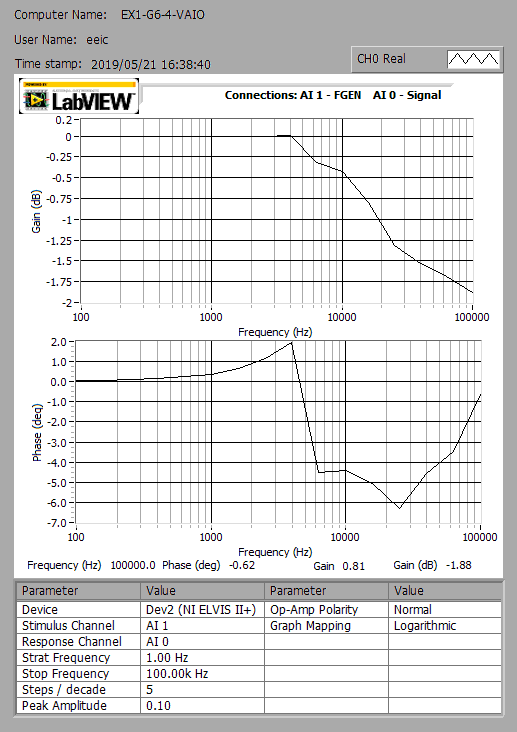 Computer Name: EX1-G6-4-VAIO
User Name: eeic
Time stamp: 2019/05/21 16:38:40
CH0 Real
LabVIEW
Connections: AI 1 - FGEN AI 0 - Signal
0.2
0
-0.25
-0.5
-0.75
-1
-1.25
-1.5
-1.75
-2
Gain (dB)
100 1000 10000 100000
Frequency (Hz)
2.0
1.0
0.0
-1.0
-2.0
-3.0
-4.0
-5.0
-6.0
-7.0
Phase (deg)
100 1000 10000 100000
Frequency (Hz)
Frequency (Hz) 100000.0 Phase (deg) -0.62 Gain 0.81 Gain (dB) -1.88
Parameter Value Parameter Value
Device Dev2 (NI ELVIS II+) Op-Amp Polarity Normal
Stimulus Channel AI 1 Graph Mapping Logarithmic
Response Channel AI 0
Strat Frequency 1.00 Hz
Stop Frequency 100.00k Hz
Steps / decade 5
Peak Amplitude 0.10